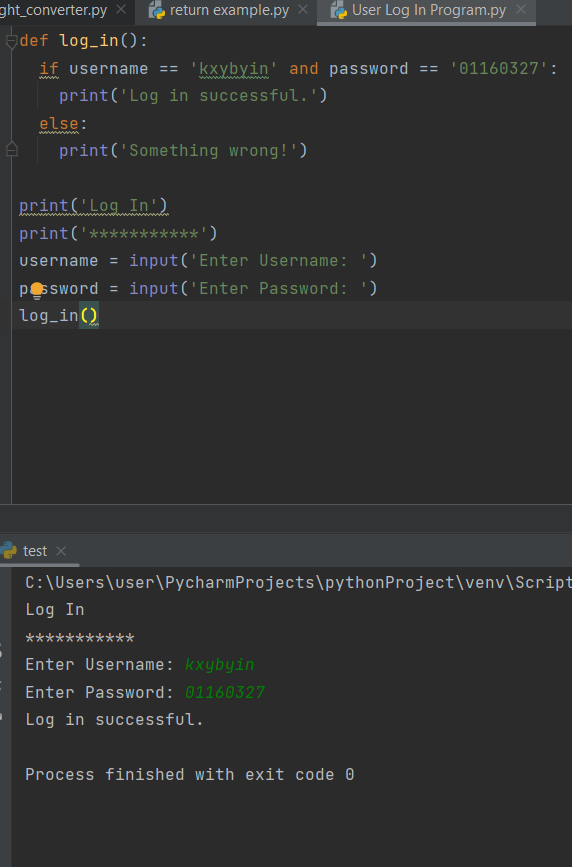 ght_converter.py × return example.py × User Log In Program.py ×
def log_in():
if username == 'kxybyin' and password == '01160327':
print('Log in successful.')
else:
print('Something wrong!')
print('Log In')
print('***********')
username = input('Enter Username: ')
password = input('Enter Password: ')
log_in()
test ×
C:\Users\user\PycharmProjects\pythonProject\venv\Script
Log In
***********
Enter Username: kxybyin
Enter Password: 01160327
Log in successful.
Process finished with exit code 0